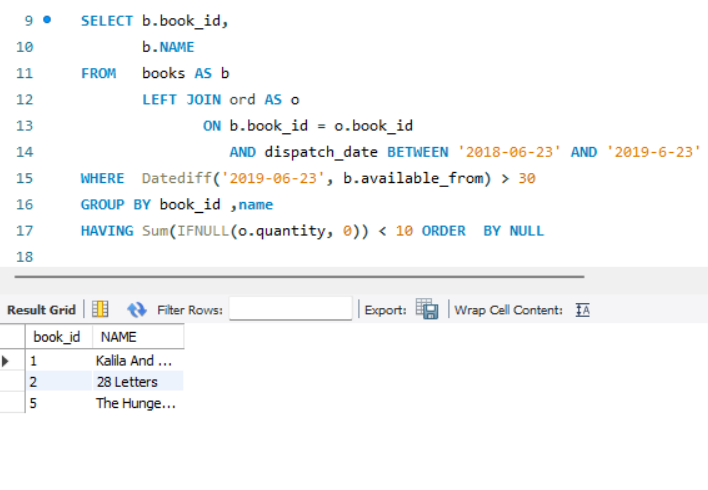 9 SELECT b.book_id,
10 b.NAME
11 FROM books AS b
12 LEFT JOIN ord AS o
13 ON b.book_id = o.book_id
14 AND dispatch_date BETWEEN '2018-06-23' AND '2019-6-23'
15 WHERE Datediff('2019-06-23', b.available_from) > 30
16 GROUP BY book_id ,name
17 HAVING Sum(IFNULL(o.quantity, 0)) < 10 ORDER BY NULL
18
Result Grid Filter Rows: Export: Wrap Cell Content: IA
book_id NAME
1 Kalila And ...
2 28 Letters
5 The Hunge...